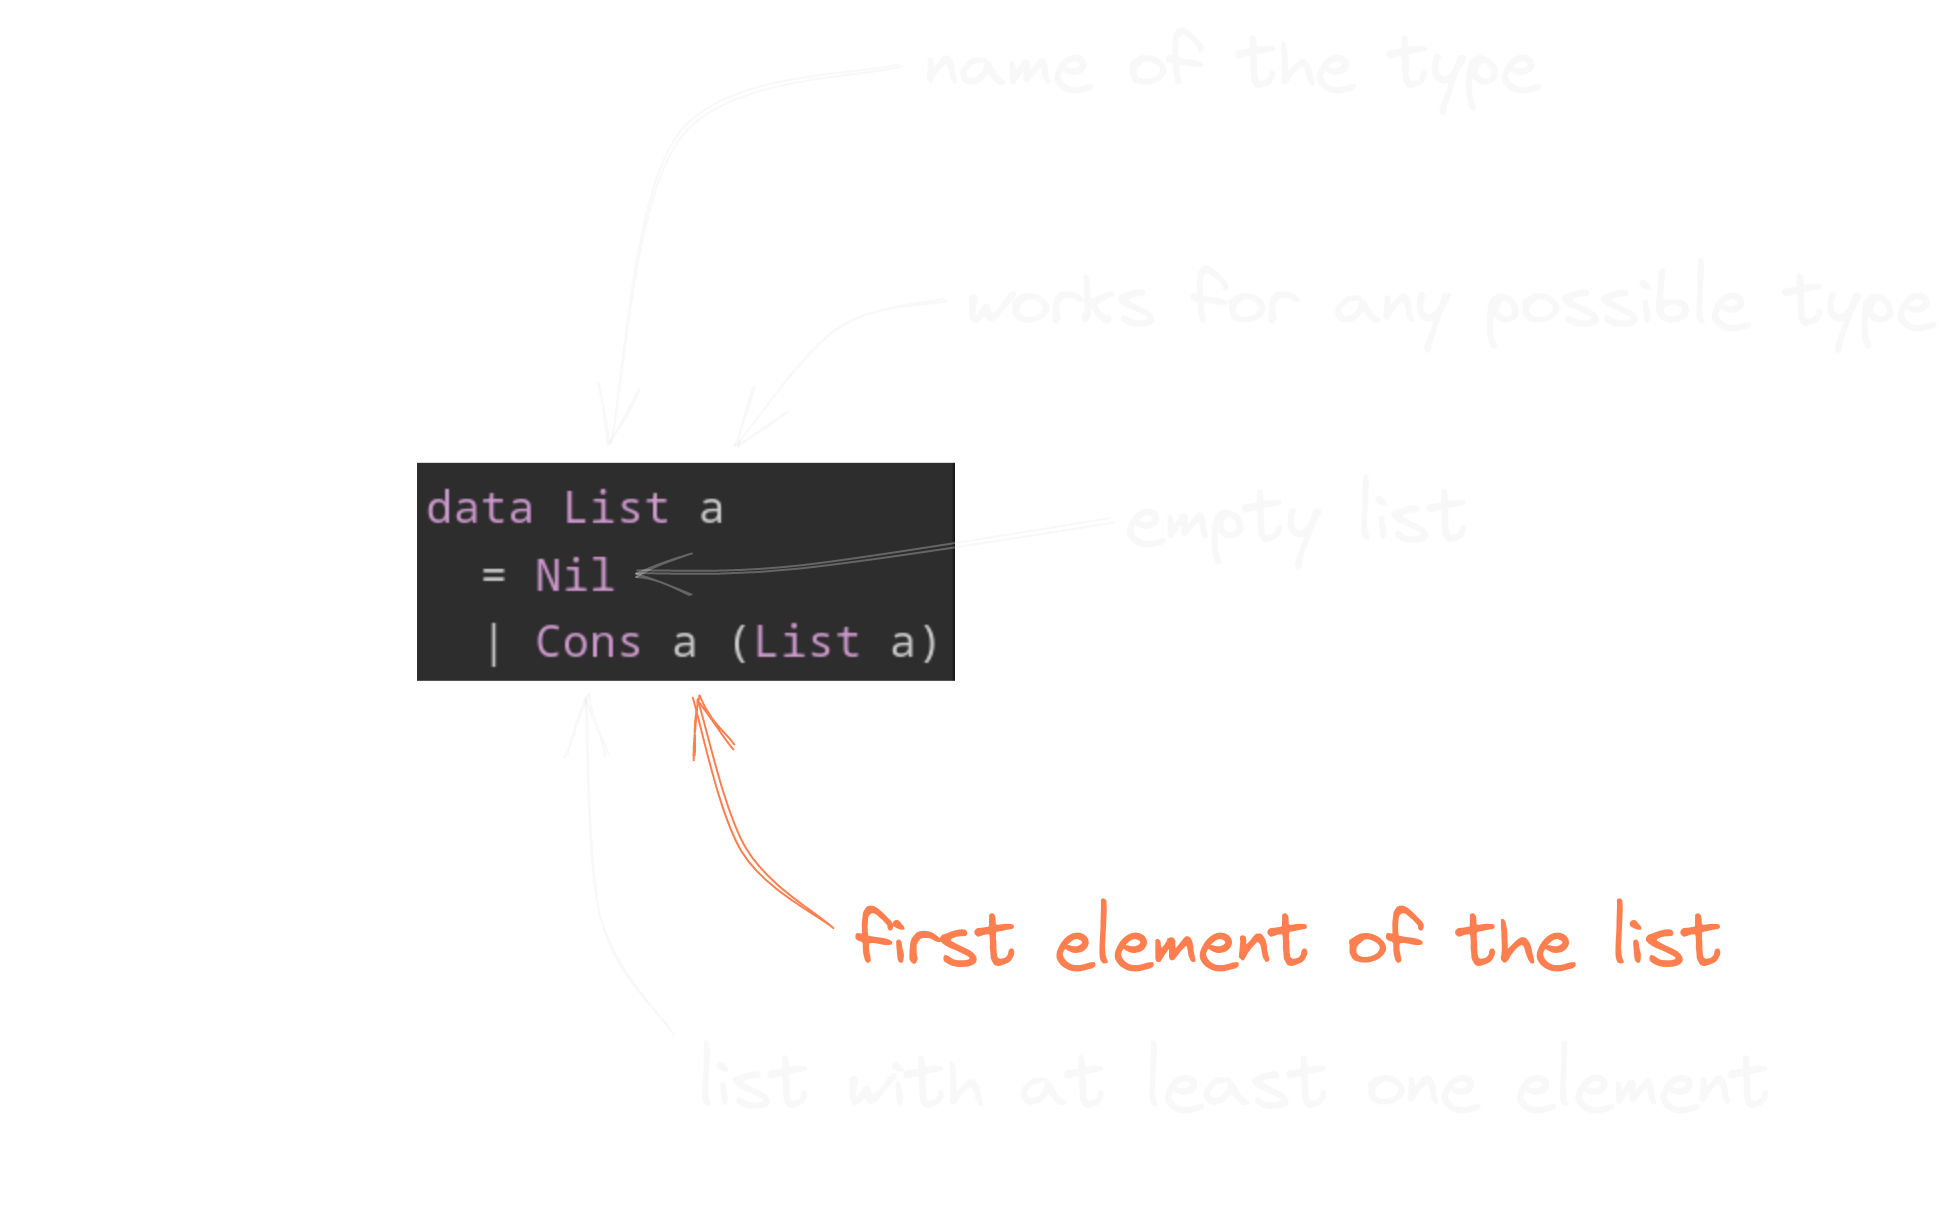 name of the type
works for any possible type
data List a
= Nil
| Cons a (List a)
empty list
first element of the list
list with at least one element